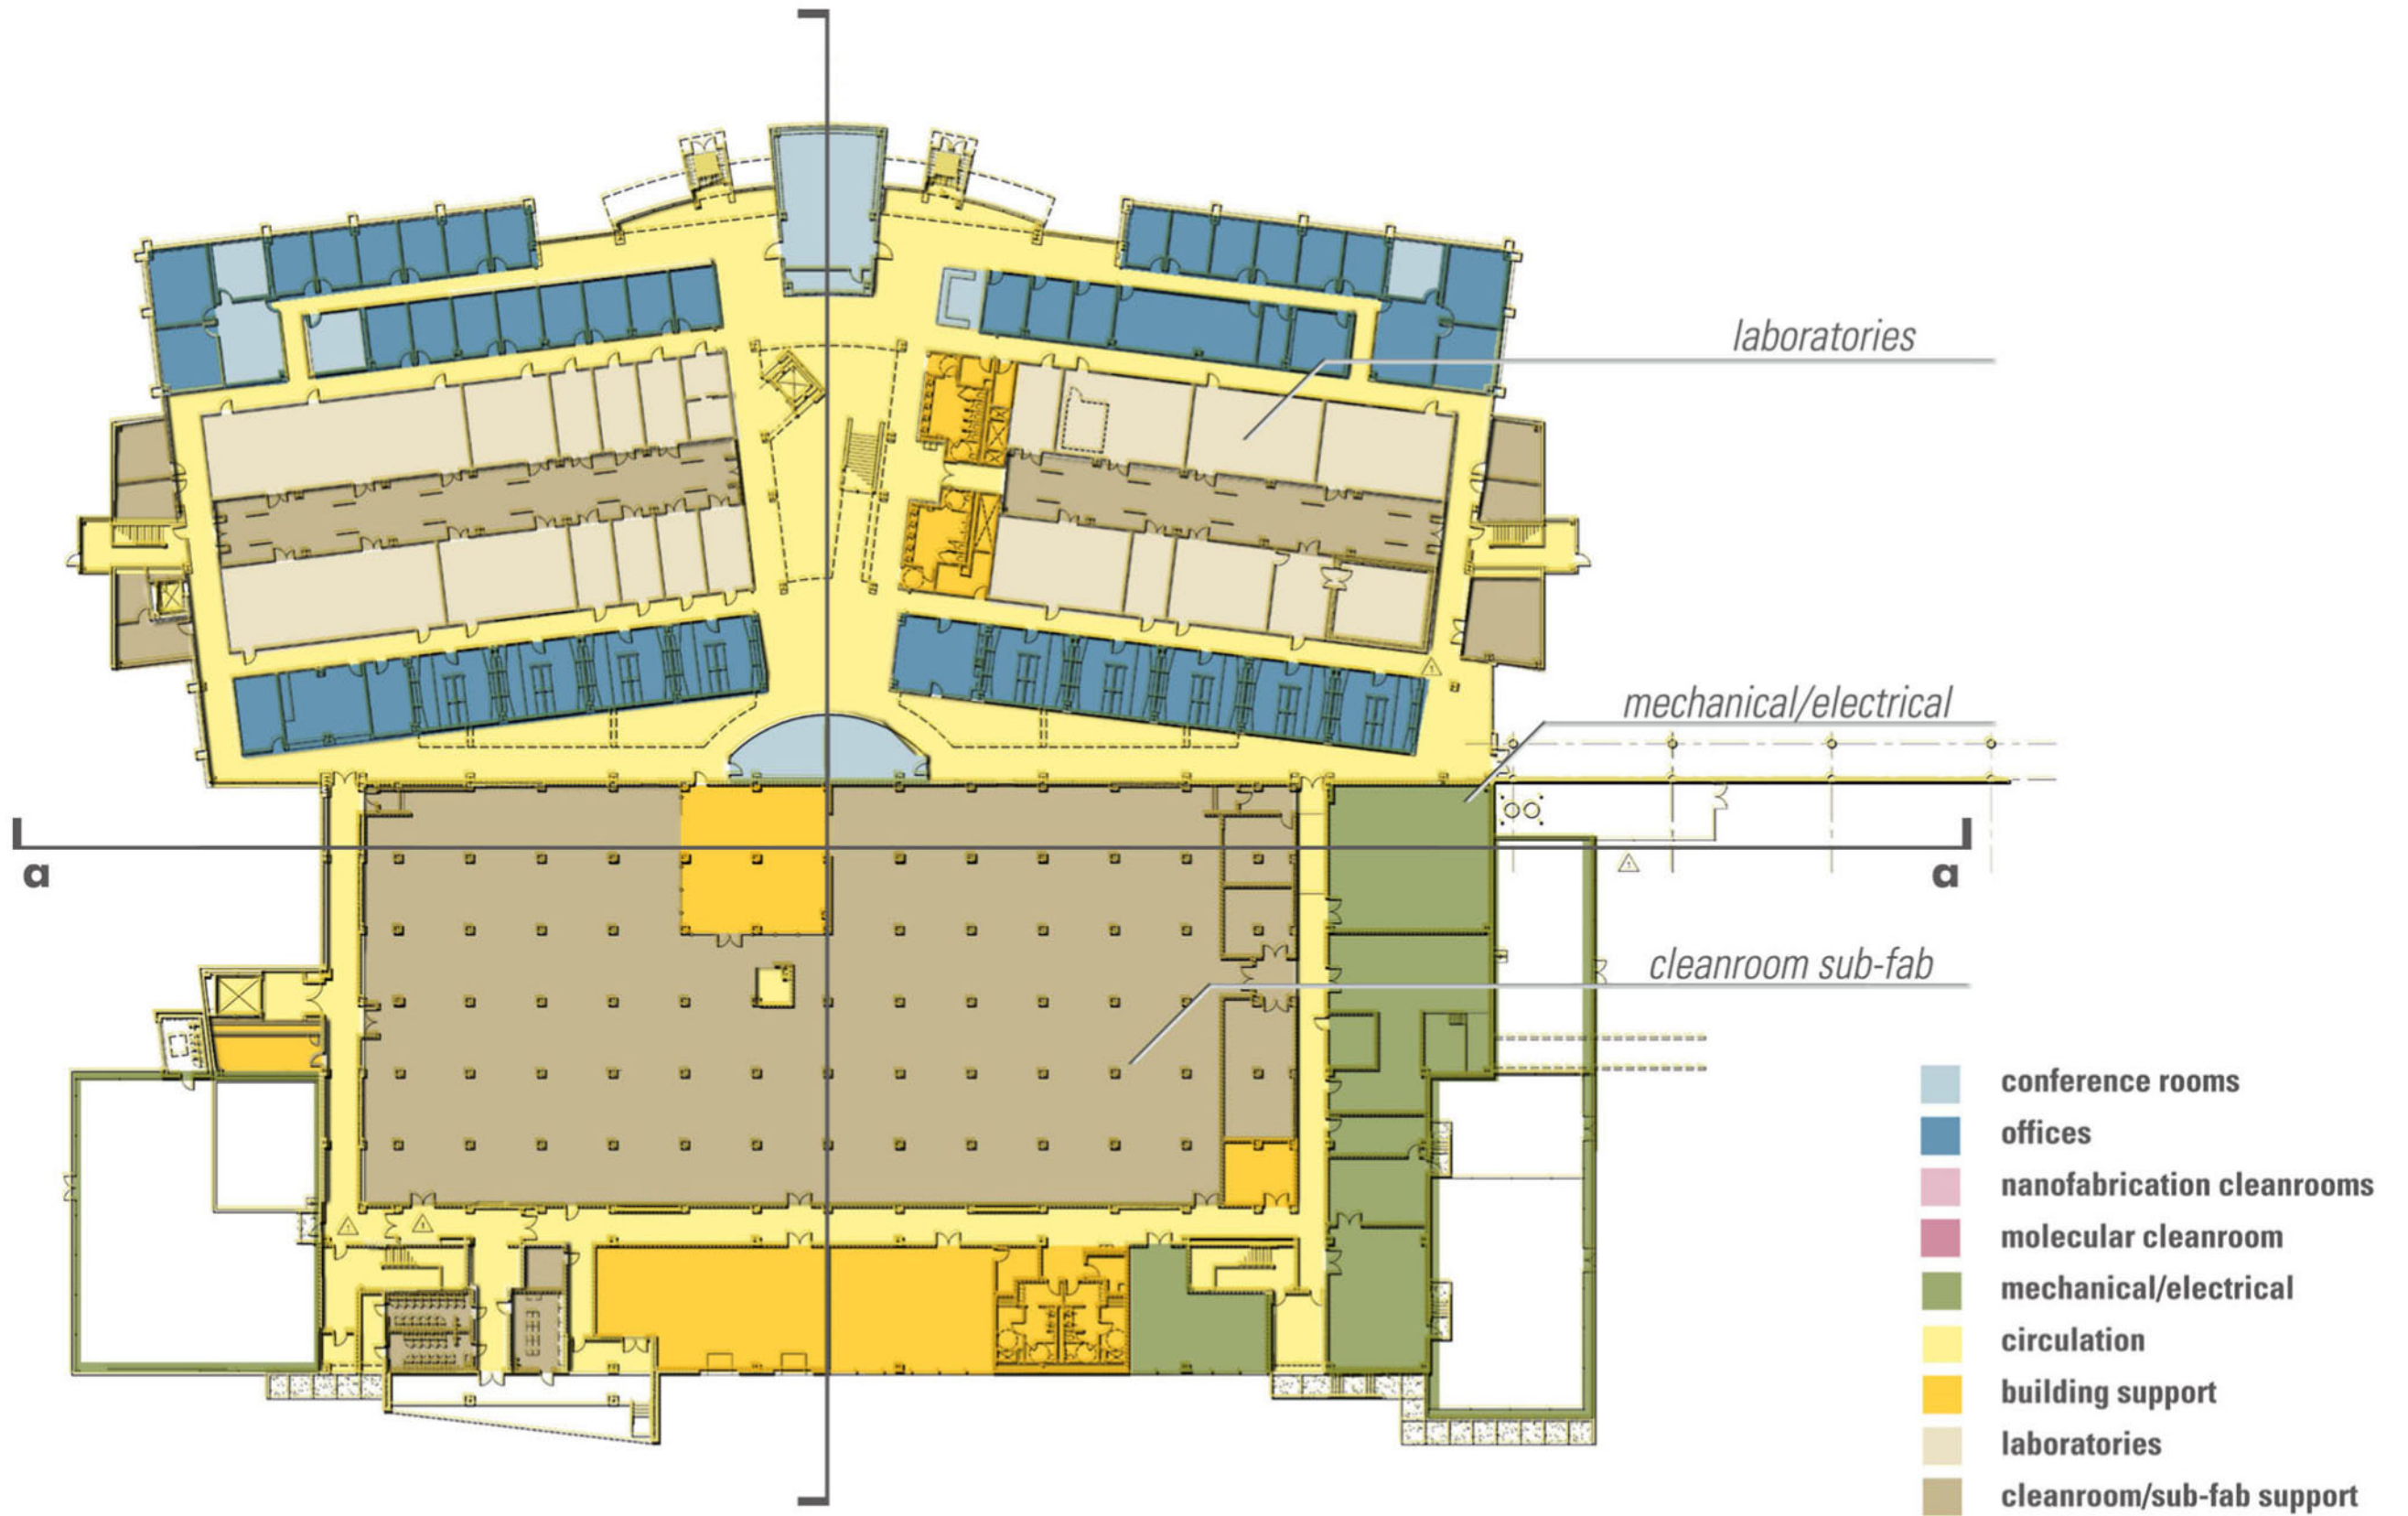 laboratories
mechanical/electrical
a
a
cleanroom sub-fab
conference rooms
offices
nanofabrication cleanrooms
molecular cleanroom
mechanical/electrical
circulation
building support
laboratories
cleanroom/sub-fab support